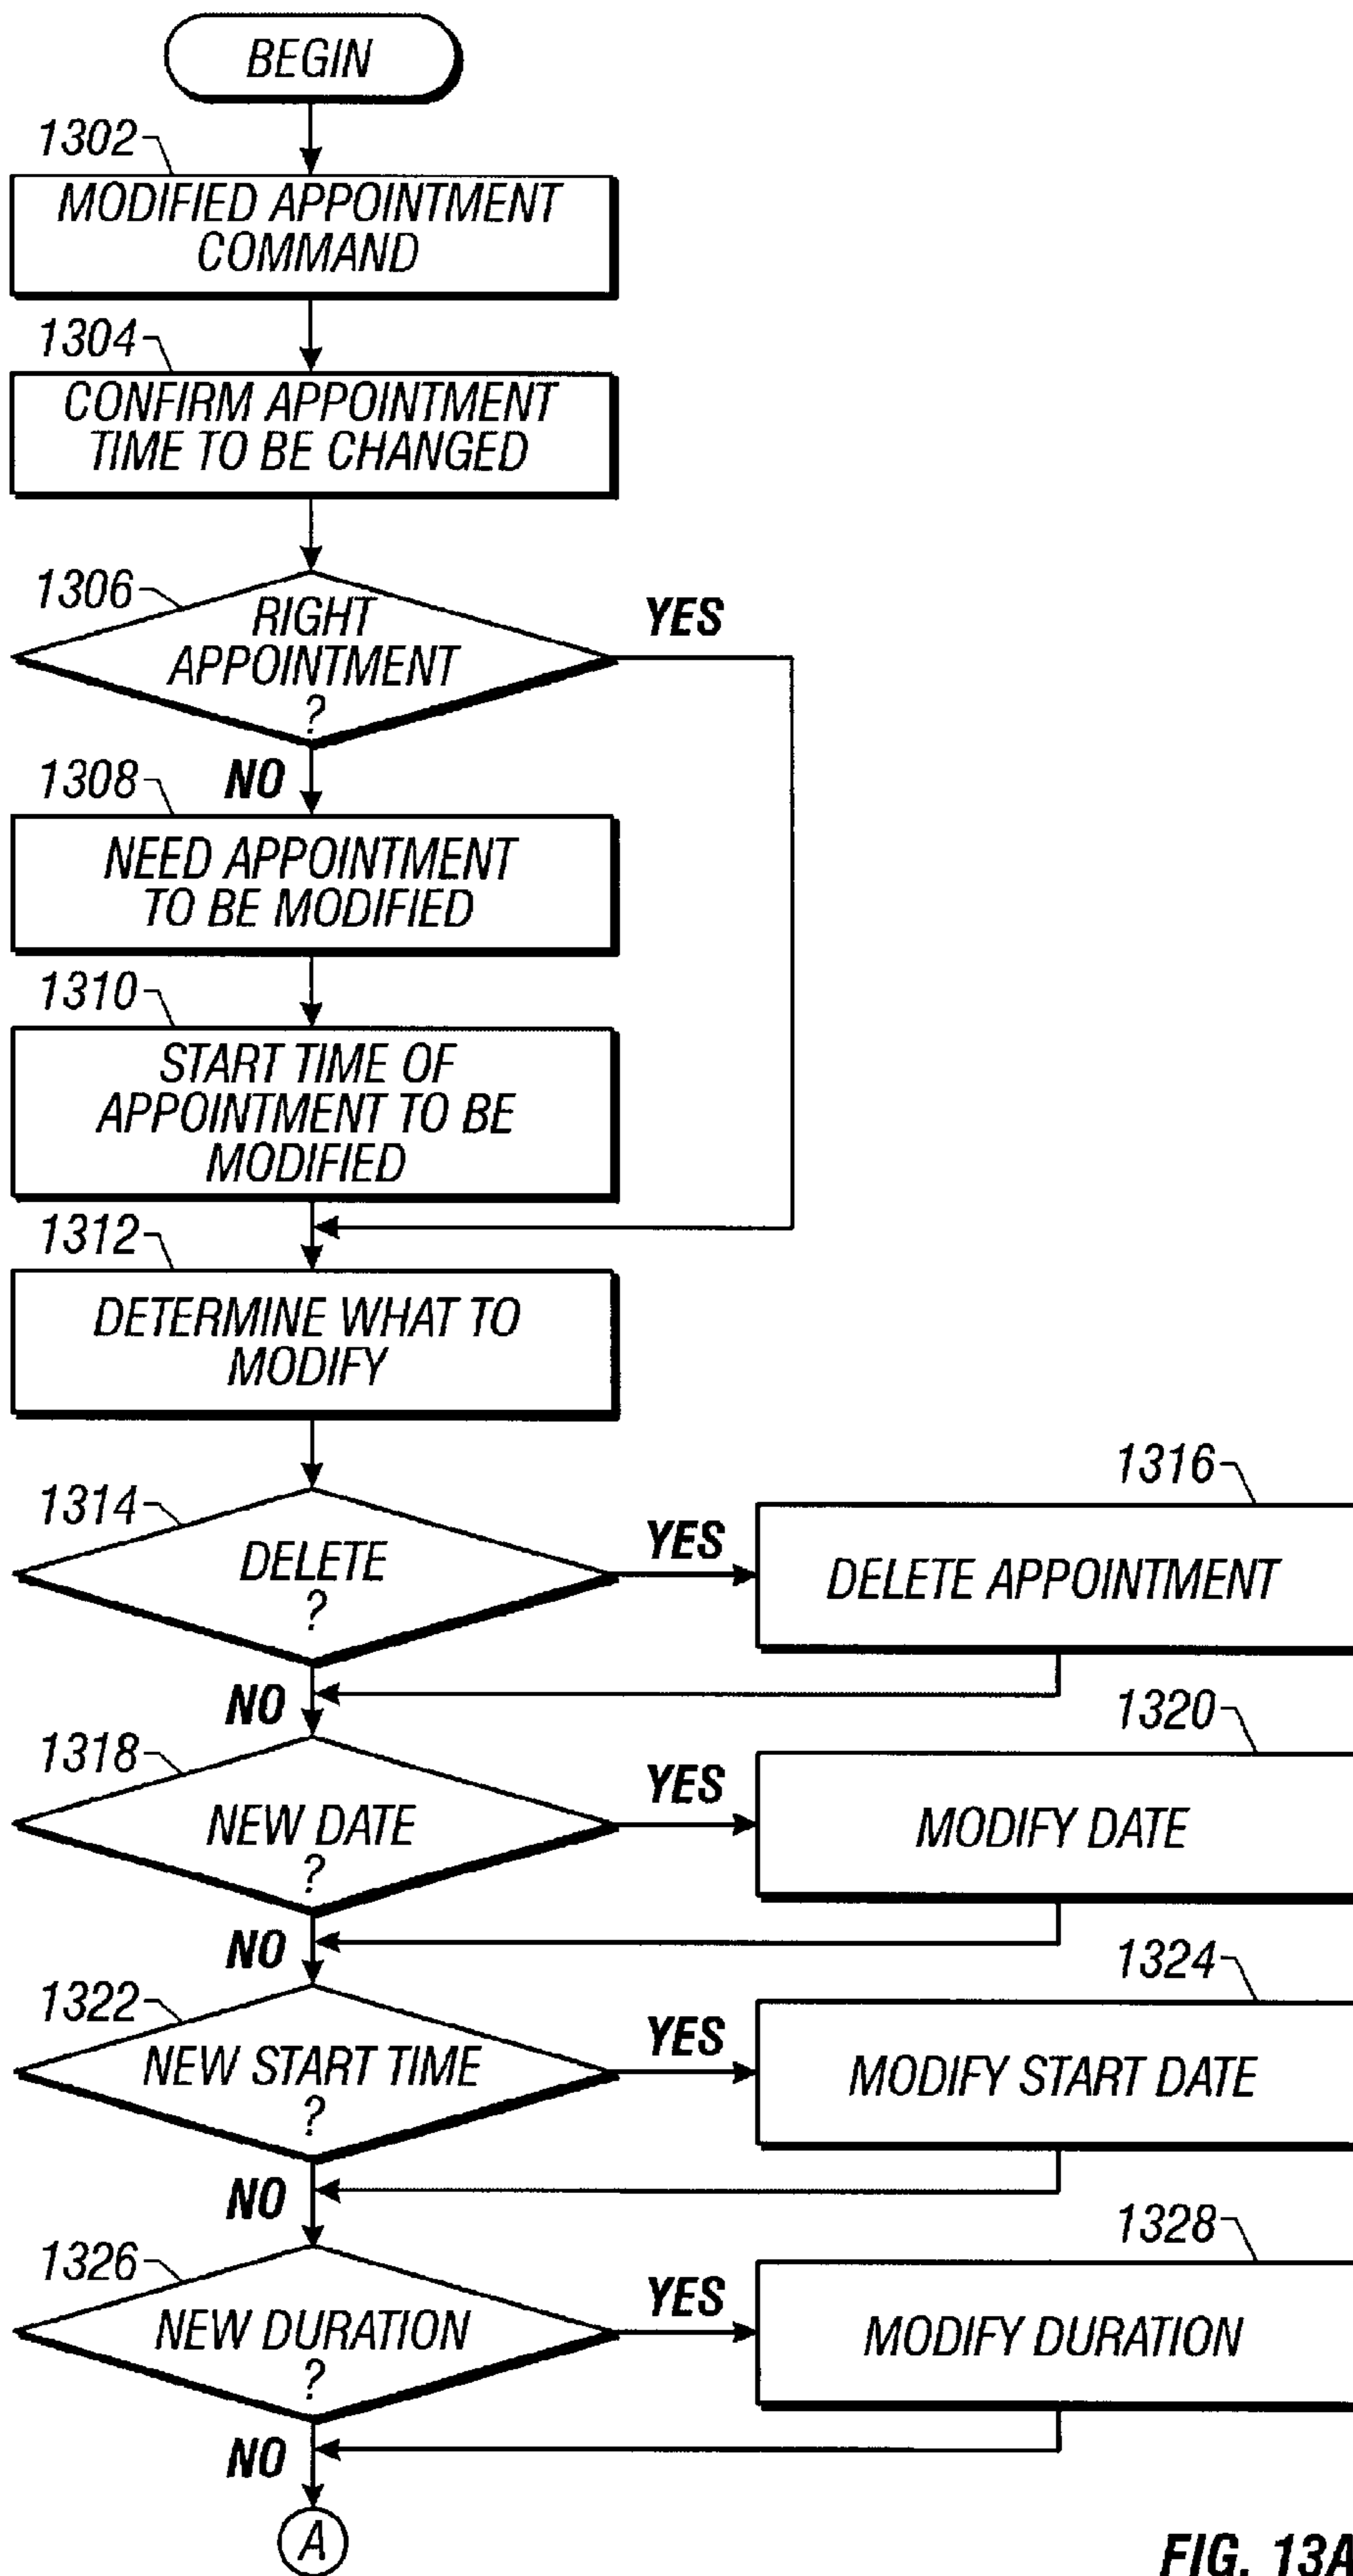 BEGIN
1302
MODIFIED APPOINTMENT
COMMAND
1304
CONFIRM APPOINTMENT
TIME TO BE CHANGED
1306
RIGHT
APPOINTMENT
?
YES
NO
1308
NEED APPOINTMENT
TO BE MODIFIED
1310
START TIME OF
APPOINTMENT TO BE
MODIFIED
1312
DETERMINE WHAT TO
MODIFY
1314
DELETE
?
YES
1316
DELETE APPOINTMENT
NO
1318
NEW DATE
?
YES
1320
MODIFY DATE
NO
1322
NEW START TIME
?
YES
1324
MODIFY START DATE
NO
1326
NEW DURATION
?
YES
1328
MODIFY DURATION
NO
A
FIG. 13A